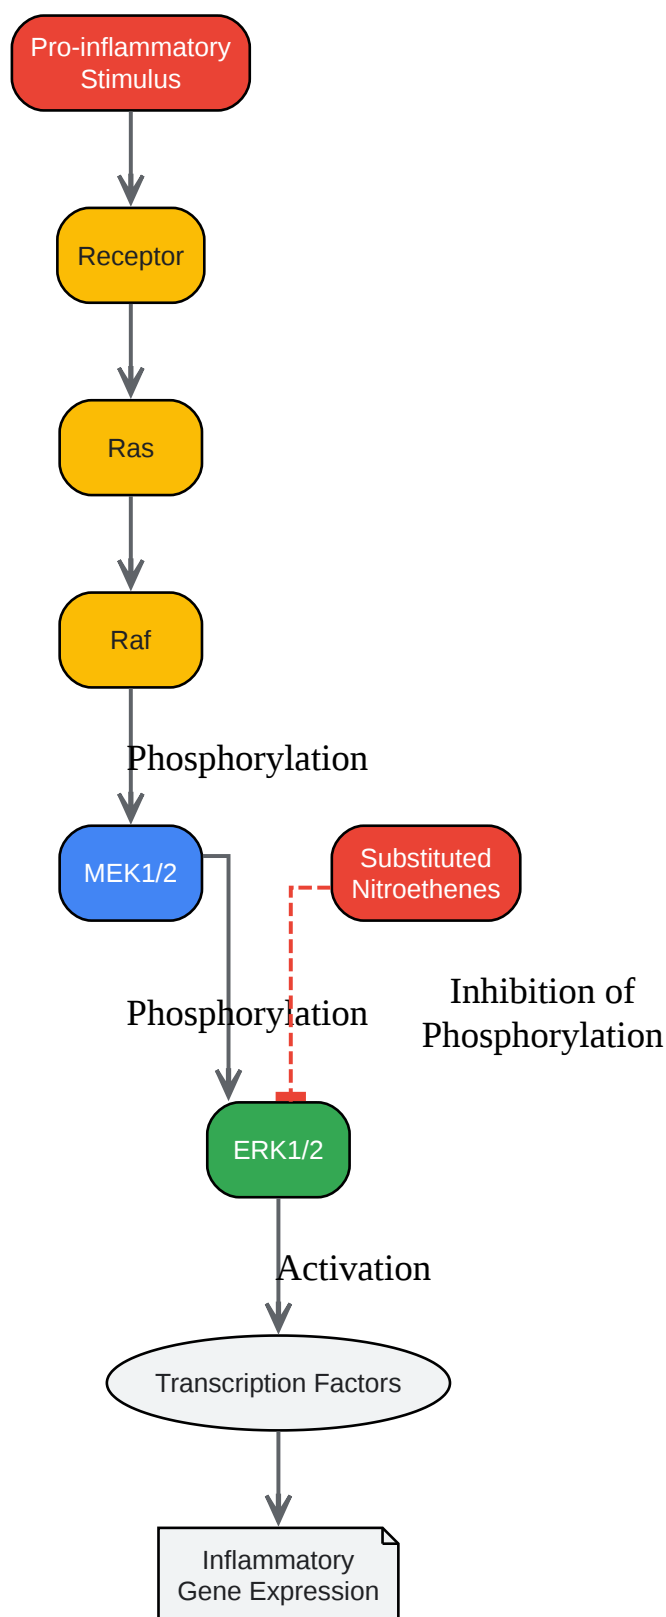 Pro-inflammatory
Stimulus
Receptor
Ras
Raf
Phosphorylation
MEK1/2
Substituted
Nitroethenes
Phosphorylation
Inhibition of
Phosphorylation
ERK1/2
Activation
Transcription Factors
Inflammatory
Gene Expression